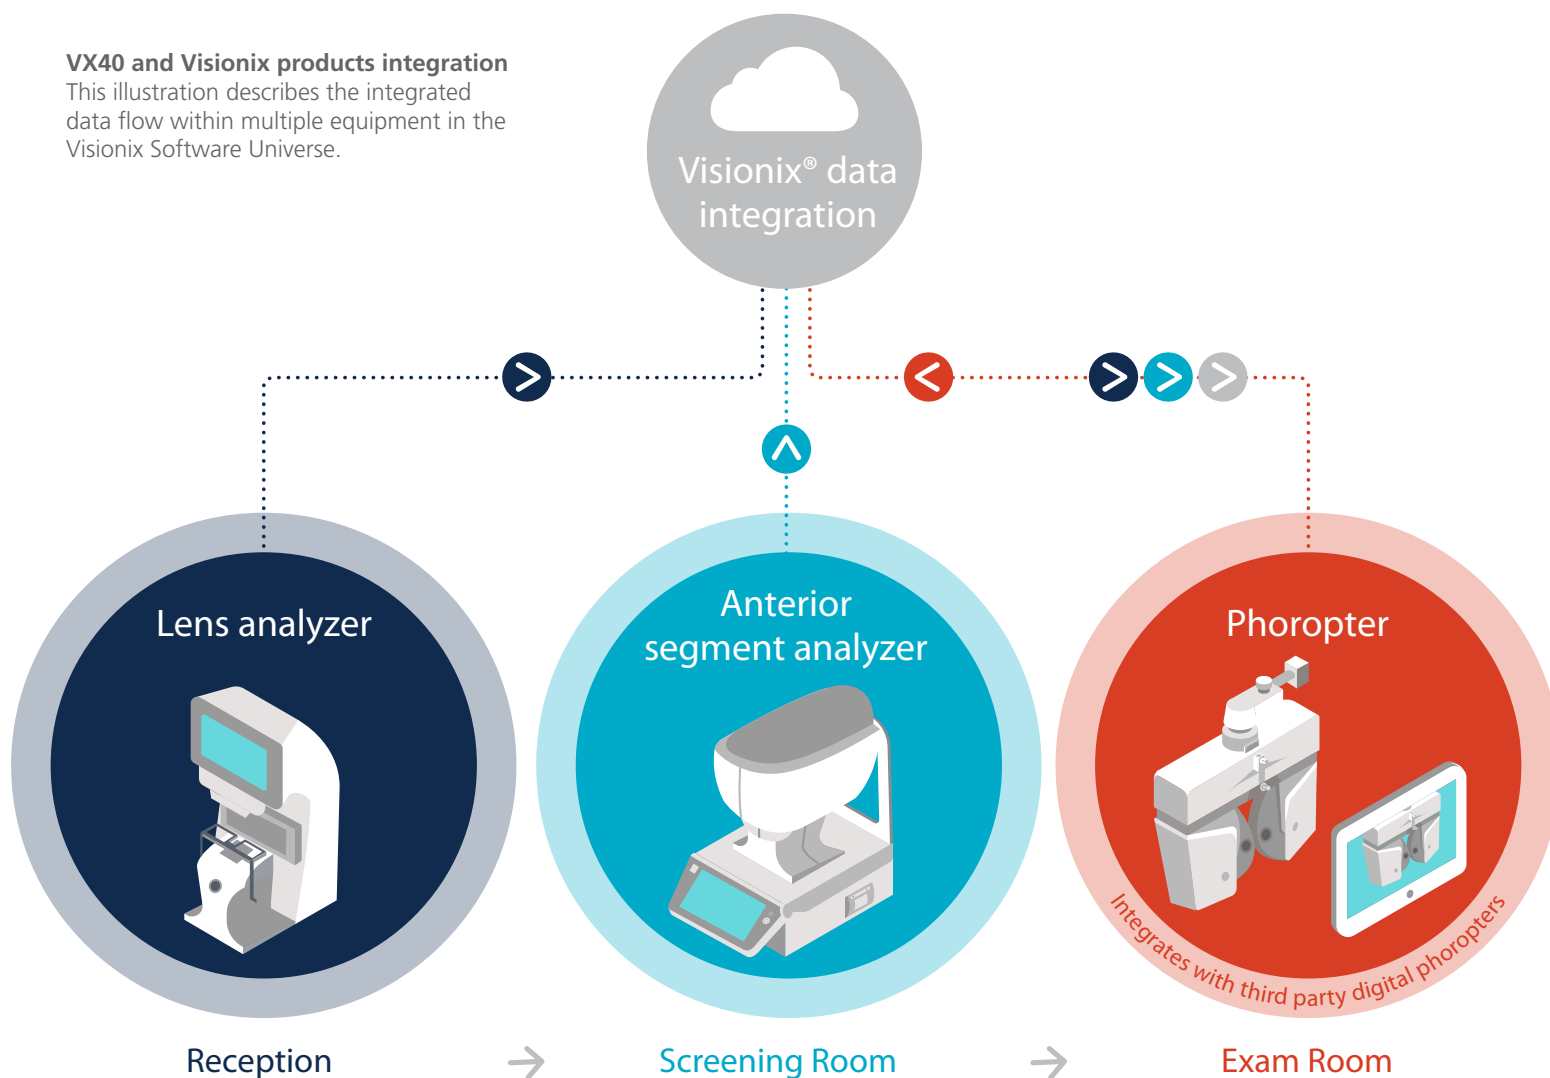 VX40 and Visionix products integration
This illustration describes the integrated
data flow within multiple equipment in the
Visionix Software Universe.
Visionix® data
integration
Lens analyzer
Anterior
segment analyzer
Phoropter
Integrates with third party digital phoropters
Reception
Screening Room
Exam Room